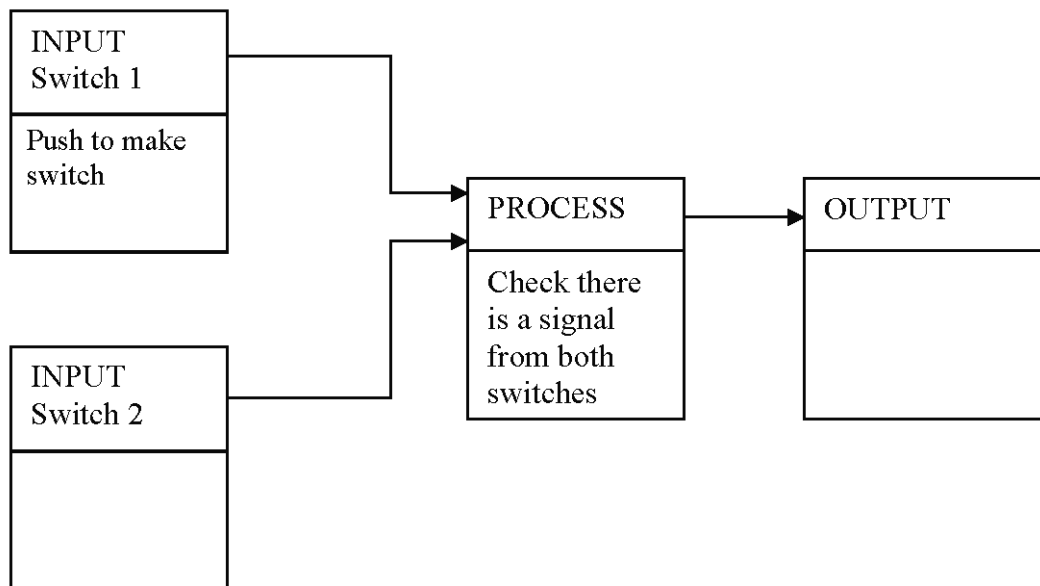 INPUT
Switch 1
Push to make
switch
PROCESS
Check there
is a signal
from both
switches
OUTPUT
INPUT
Switch 2